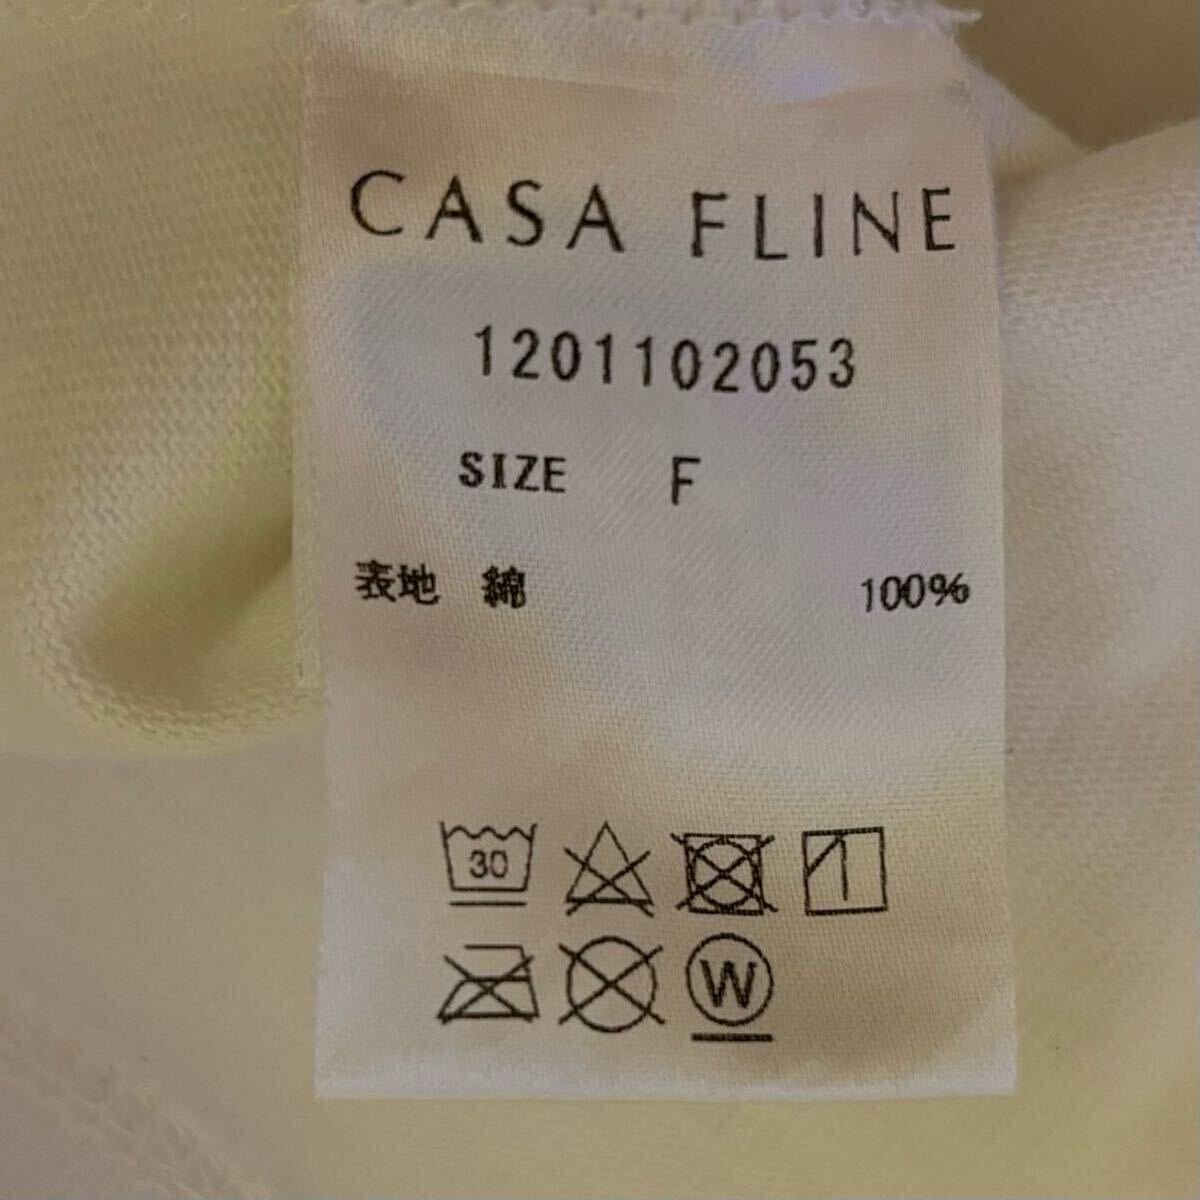 CASA FLINE
1201102053
SIZE F
表地 綿 100%
30
W